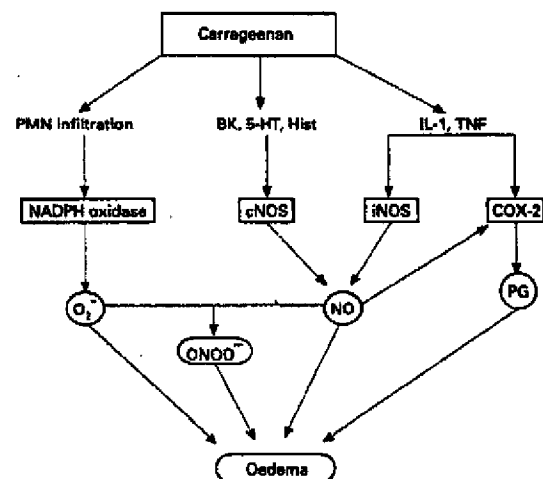 Carrageenan
PMN Infiltration BK, 5-HT, Hist IL-1, TNF
NADPH oxidase cNOS iNOS COX-2
O₂⁻ NO PG
ONOO⁻
Oedema